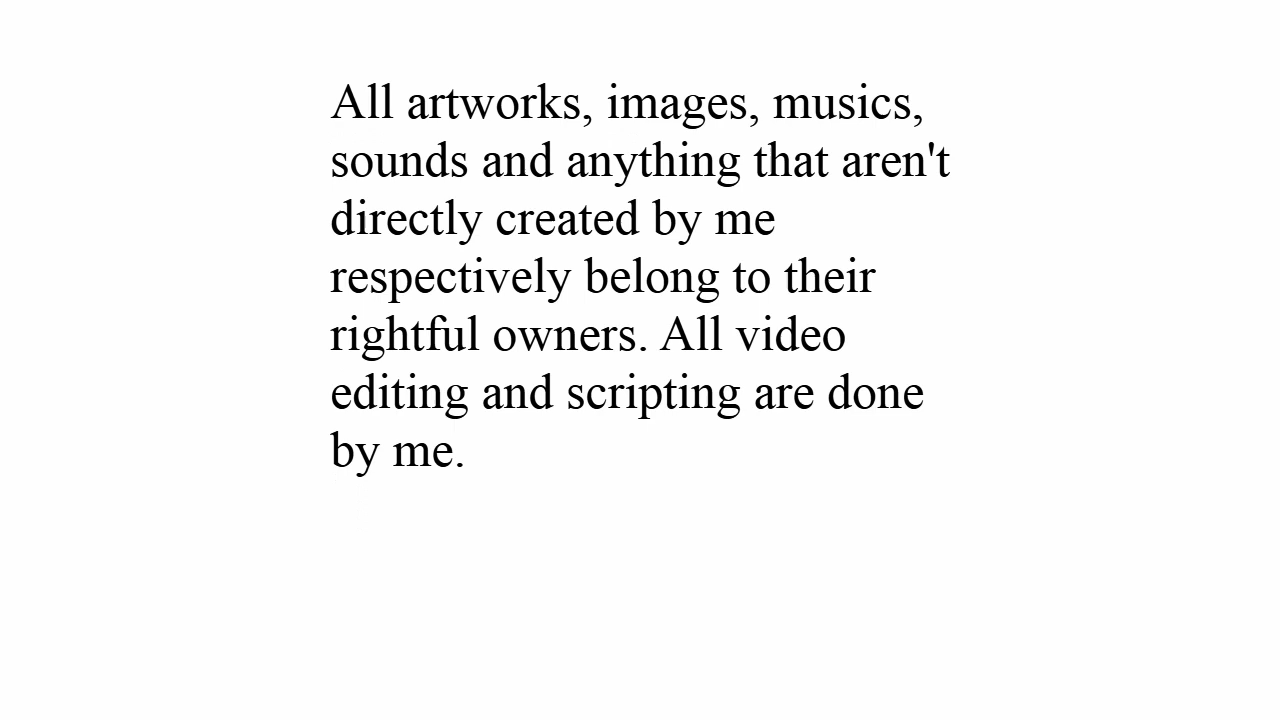 All artworks, images, musics,
sounds and anything that aren't
directly created by me
respectively belong to their
rightful owners. All video
editing and scripting are done
by me.